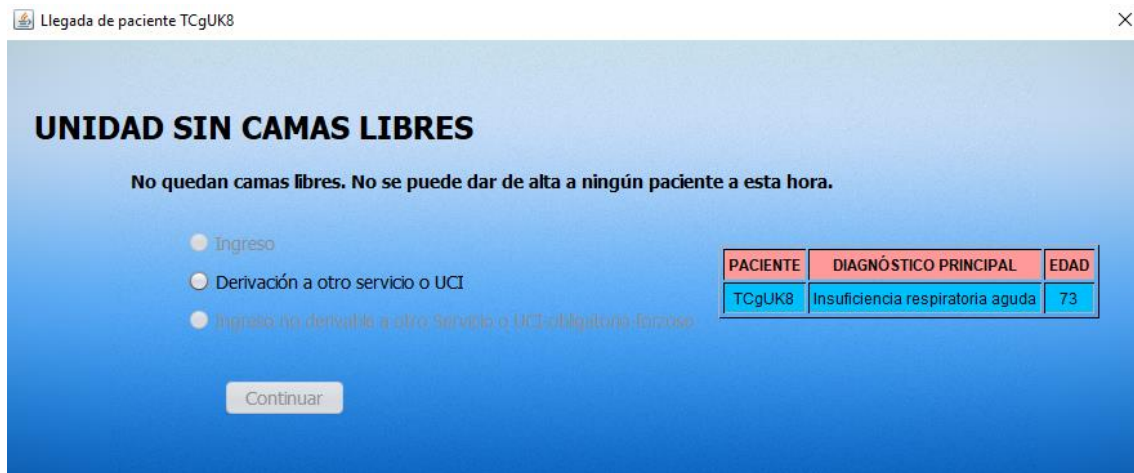 Llegada de paciente TCgUK8
UNIDAD SIN CAMAS LIBRES
No quedan camas libres. No se puede dar de alta a ningún paciente a esta hora.
Ingreso
Derivación a otro servicio o UCI
Ingreso no derivable a otro Servicio o UCI obligatorio forzoso
PACIENTE DIAGNÓSTICO PRINCIPAL EDAD
TCgUK8 Insuficiencia respiratoria aguda 73
Continuar